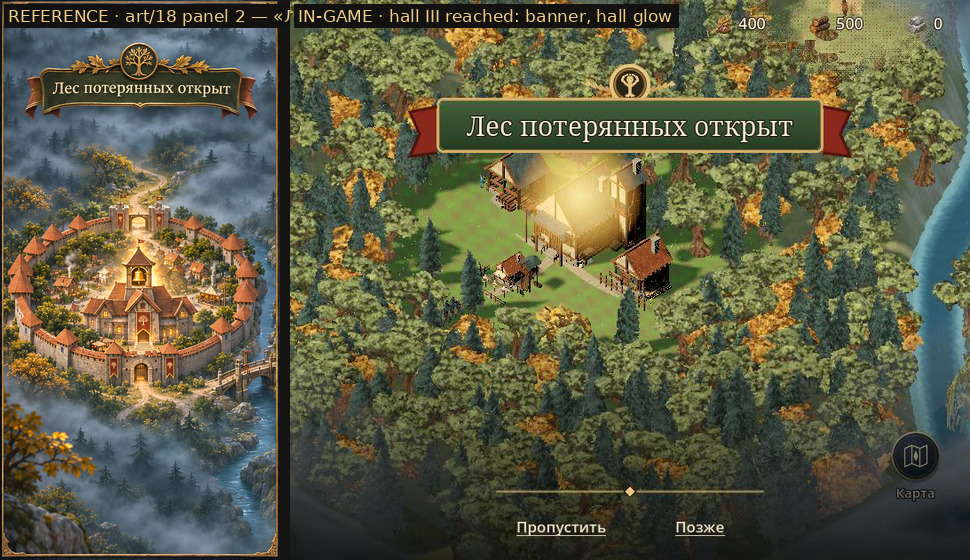 REFERENCE · art/18 panel 2 — «Л
IN-GAME · hall III reached: banner, hall glow
400
500
0
Лес потерянных открыт
Лес потерянных открыт
Карта
Пропустить
Позже